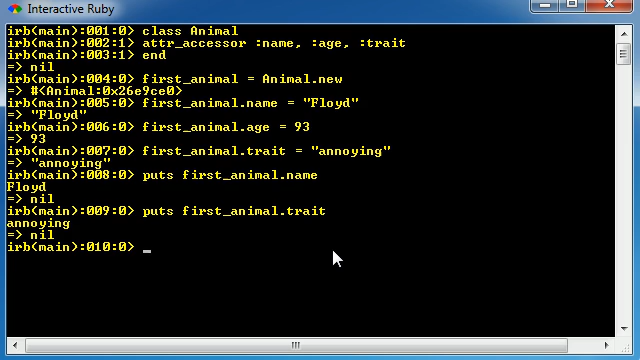 Interactive Ruby
irb(main):001:0> class Animal
irb(main):002:1> attr_accessor :name, :age, :trait
irb(main):003:1> end
=> nil
irb(main):004:0> first_animal = Animal.new
=> #<Animal:0x26e9ce0>
irb(main):005:0> first_animal.name = "Floyd"
=> "Floyd"
irb(main):006:0> first_animal.age = 93
=> 93
irb(main):007:0> first_animal.trait = "annoying"
=> "annoying"
irb(main):008:0> puts first_animal.name
Floyd
=> nil
irb(main):009:0> puts first_animal.trait
annoying
=> nil
irb(main):010:0> _